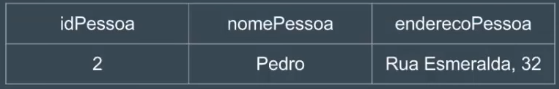 idPessoa nomePessoa enderecoPessoa
2 Pedro Rua Esmeralda, 32